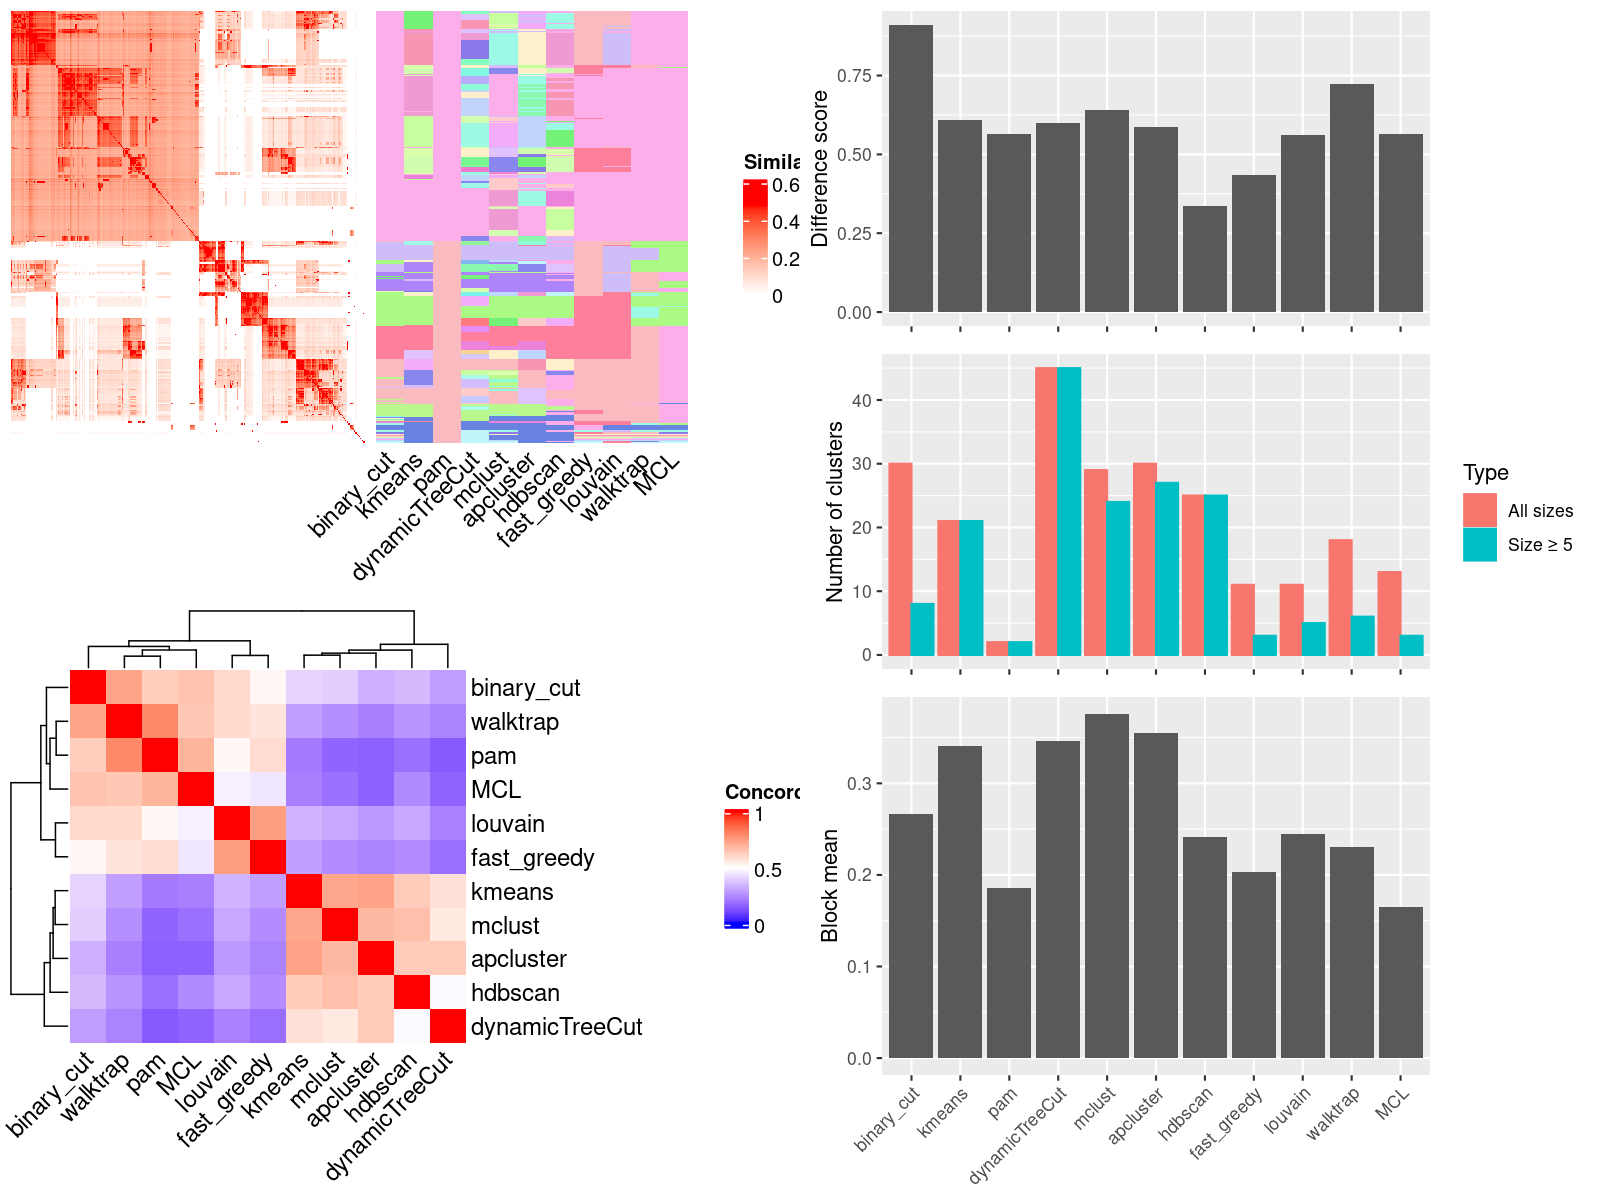 Simila
0.6
0.4
0.2
0
binary_cut
kmeans
pam
dynamicTreeCut
mclust
apcluster
hdbscan
fast_greedy
louvain
walktrap
MCL
Difference score
0.75
0.50
0.25
0.00
Number of clusters
40
30
20
10
0
Type
All sizes
Size ≥ 5
binary_cut
walktrap
pam
MCL
louvain
fast_greedy
kmeans
mclust
apcluster
hdbscan
dynamicTreeCut
binary_cut
walktrap
pam
MCL
louvain
fast_greedy
kmeans
mclust
apcluster
hdbscan
dynamicTreeCut
Concord
1
0.5
0
Block mean
0.3
0.2
0.1
0.0
binary_cut
kmeans
pam
dynamicTreeCut
mclust
apcluster
hdbscan
fast_greedy
louvain
walktrap
MCL